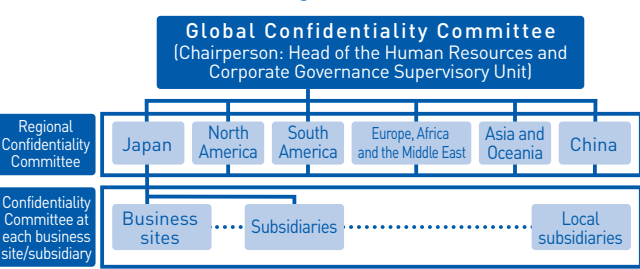 Global Confidentiality Committee
(Chairperson: Head of the Human Resources and
Corporate Governance Supervisory Unit)
Regional
Confidentiality
Committee
Japan
North
America
South
America
Europe, Africa
and the Middle East
Asia and
Oceania
China
Confidentiality
Committee at
each business
site/subsidiary
Business
sites
Subsidiaries
Local
subsidiaries